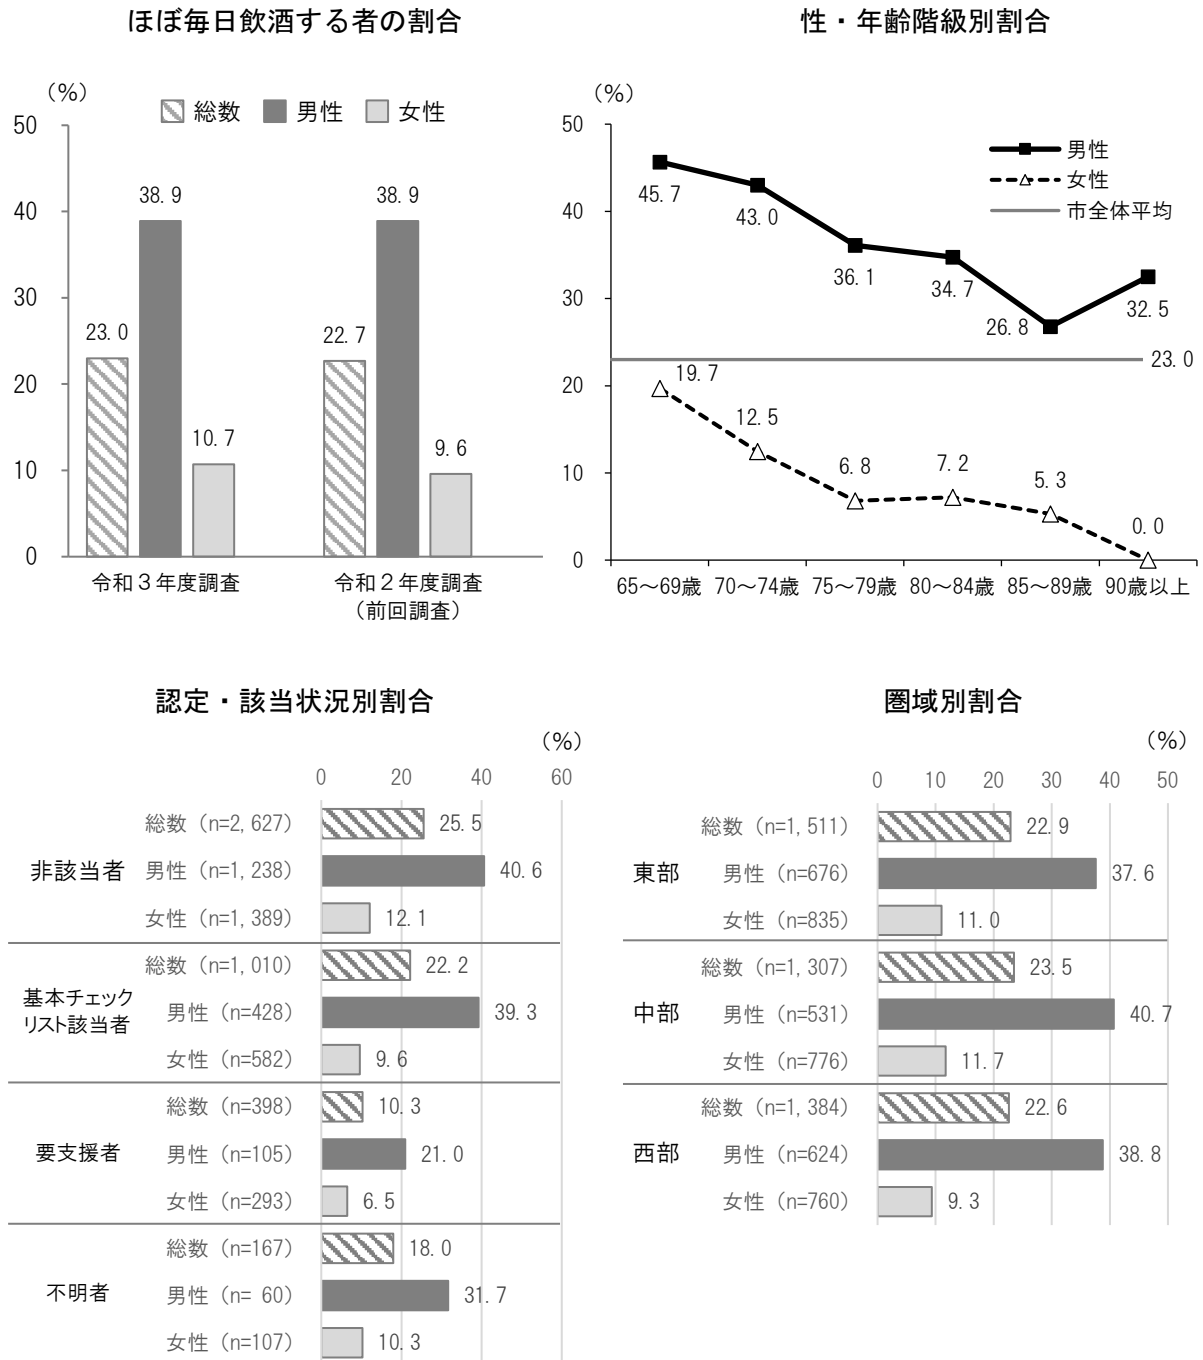 ほぼ毎日飲酒する者の割合
(%)
総数 男性 女性
50
40
30
20
10
0
23.0
38.9
10.7
22.7
38.9
9.6
令和3年度調査
令和2年度調査
(前回調査)
性・年齢階級別割合
(%)
男性
女性
市全体平均
50
40
30
20
10
0
45.7
43.0
36.1
34.7
26.8
32.5
23.0
19.7
12.5
6.8
7.2
5.3
0.0
65～69歳 70～74歳 75～79歳 80～84歳 85～89歳 90歳以上
認定・該当状況別割合
(%)
0 20 40 60
非該当者
総数 (n=2,627) 25.5
男性 (n=1,238) 40.6
女性 (n=1,389) 12.1
基本チェック
リスト該当者
総数 (n=1,010) 22.2
男性 (n=428) 39.3
女性 (n=582) 9.6
要支援者
総数 (n=398) 10.3
男性 (n=105) 21.0
女性 (n=293) 6.5
不明者
総数 (n=167) 18.0
男性 (n= 60) 31.7
女性 (n=107) 10.3
圏域別割合
(%)
0 10 20 30 40 50
東部
総数 (n=1,511) 22.9
男性 (n=676) 37.6
女性 (n=835) 11.0
中部
総数 (n=1,307) 23.5
男性 (n=531) 40.7
女性 (n=776) 11.7
西部
総数 (n=1,384) 22.6
男性 (n=624) 38.8
女性 (n=760) 9.3